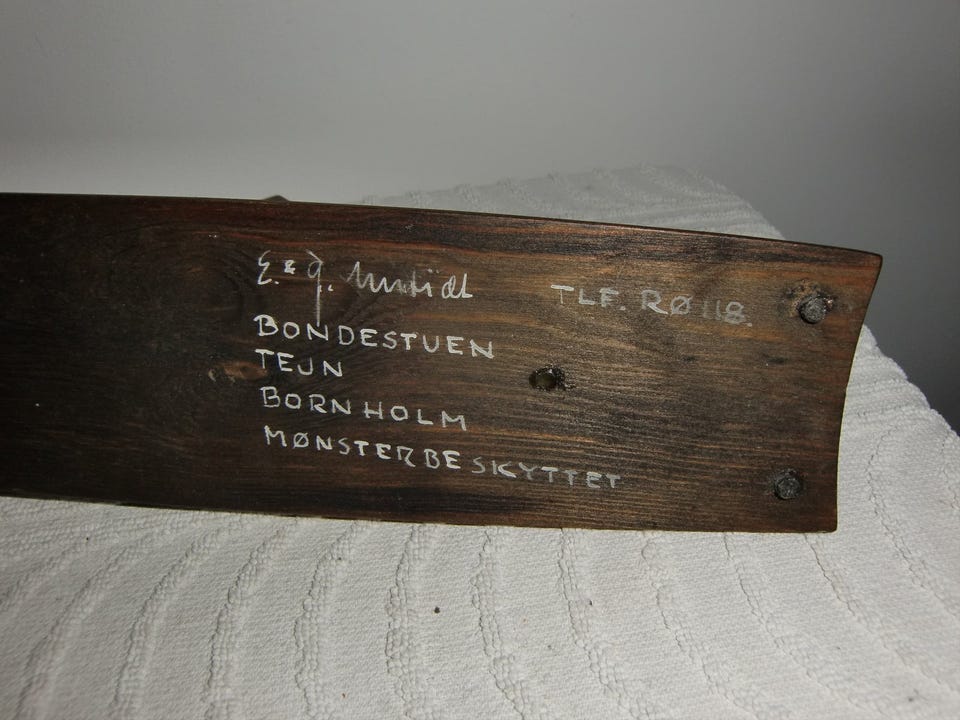 E. & J.
TLF. RØ 118.
BONDESTUEN
TEJN
BORNHOLM
MØNSTERBESKYTTET